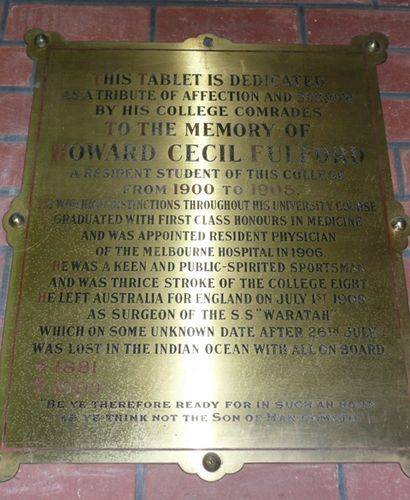 THIS TABLET IS DEDICATED
AS A TRIBUTE OF AFFECTION AND
BY HIS COLLEGE COMRADES
TO THE MEMORY OF
HOWARD CECIL FULFORD
A RESIDENT STUDENT OF THIS COLLEGE
FROM 1900 TO 1905.
HE WON HIGH DISTINCTIONS THROUGHOUT HIS UNIVERSITY COURSE
GRADUATED WITH FIRST CLASS HONOURS IN MEDICINE
AND WAS APPOINTED RESIDENT PHYSICIAN
OF THE MELBOURNE HOSPITAL IN 1906.
HE WAS A KEEN AND PUBLIC-SPIRITED SPORTSMAN
AND WAS THRICE STROKE OF THE COLLEGE EIGHT
HE LEFT AUSTRALIA FOR ENGLAND ON JULY 1ST 1909
AS SURGEON OF THE S.S "WARATAH"
WHICH ON SOME UNKNOWN DATE AFTER 26TH JULY
WAS LOST IN THE INDIAN OCEAN WITH ALL ON BOARD
1881
1909
"BE YE THEREFORE READY FOR IN SUCH AN HOUR
AS YE THINK NOT THE SON OF MAN COMETH"